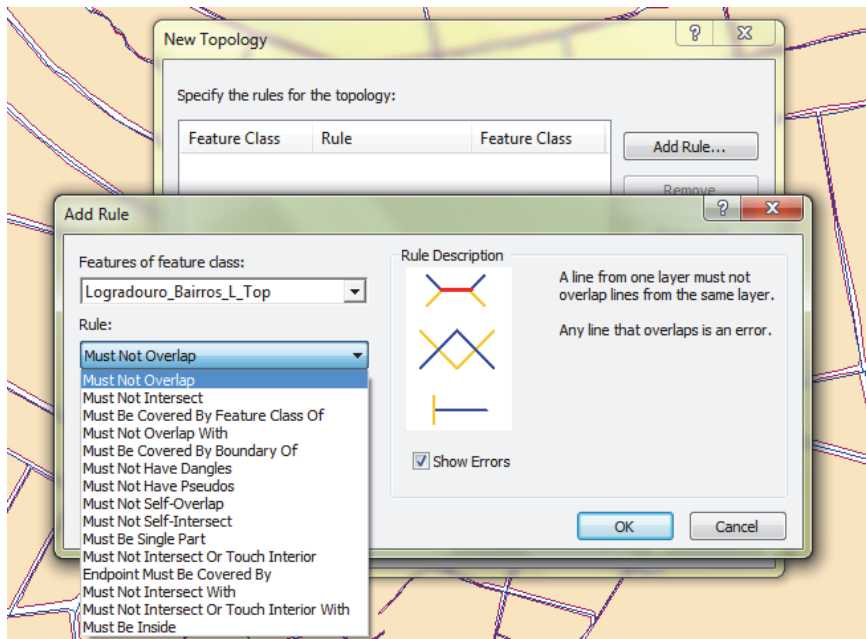 New Topology
Specify the rules for the topology:
Feature Class Rule Feature Class
Add Rule...
Remove
Add Rule
Features of feature class:
Logradouro_Bairros_L_Top
Rule:
Must Not Overlap
Must Not Overlap
Must Not Intersect
Must Be Covered By Feature Class Of
Must Not Overlap With
Must Be Covered By Boundary Of
Must Not Have Dangles
Must Not Have Pseudos
Must Not Self-Overlap
Must Not Self-Intersect
Must Be Single Part
Must Not Intersect Or Touch Interior
Endpoint Must Be Covered By
Must Not Intersect With
Must Not Intersect Or Touch Interior With
Must Be Inside
Rule Description
A line from one layer must not
overlap lines from the same layer.
Any line that overlaps is an error.
Show Errors
OK
Cancel